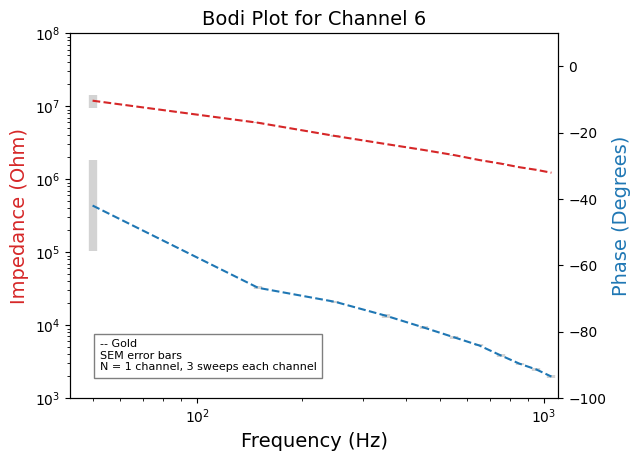 Bodi Plot for Channel 6
10^8
10^7
10^6
10^5
10^4
10^3
Impedance (Ohm)
0
−20
−40
−60
−80
−100
Phase (Degrees)
-- Gold
SEM error bars
N = 1 channel, 3 sweeps each channel
10^2
10^3
Frequency (Hz)